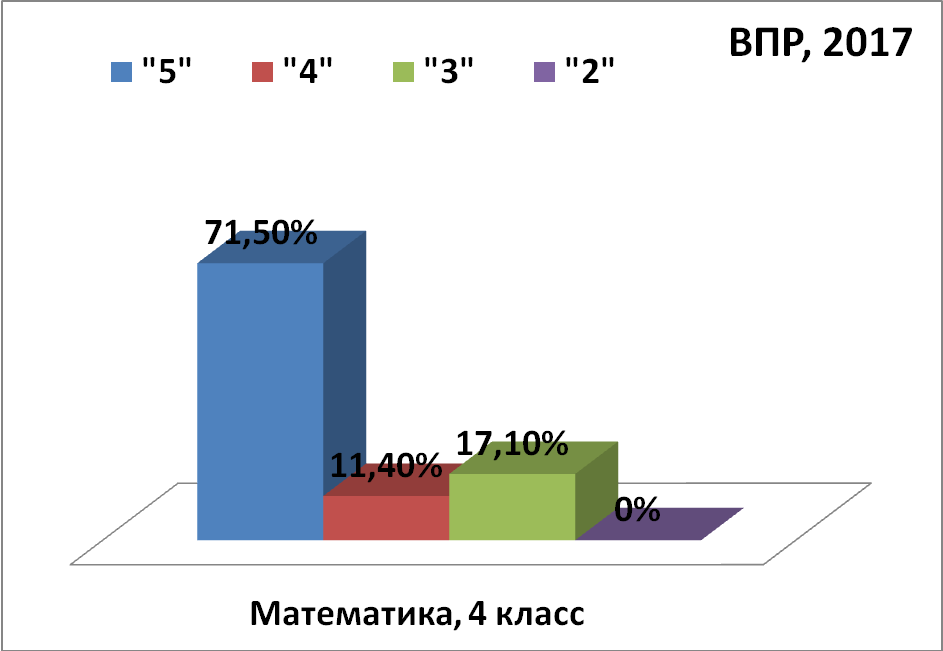 ВПР, 2017
"5" "4" "3" "2"
71,50%
11,40%
17,10%
0%
Математика, 4 класс